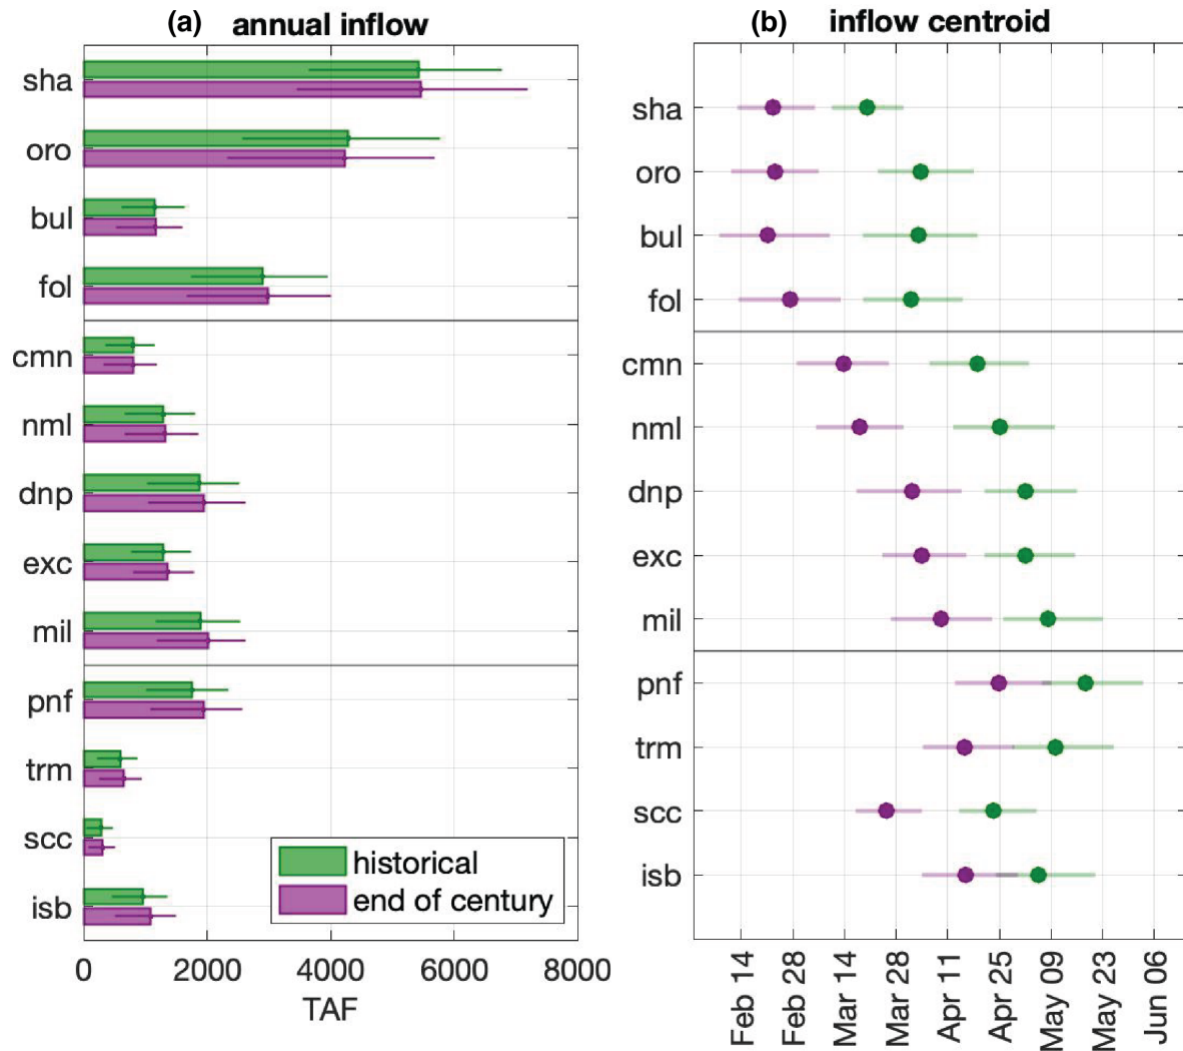 (a) annual inflow
sha
oro
bul
fol
cmn
nml
dnp
exc
mil
pnf
trm
scc
isb
historical
end of century
0 2000 4000 6000 8000
TAF
(b) inflow centroid
sha
oro
bul
fol
cmn
nml
dnp
exc
mil
pnf
trm
scc
isb
Feb 14
Feb 28
Mar 14
Mar 28
Apr 11
Apr 25
May 09
May 23
Jun 06